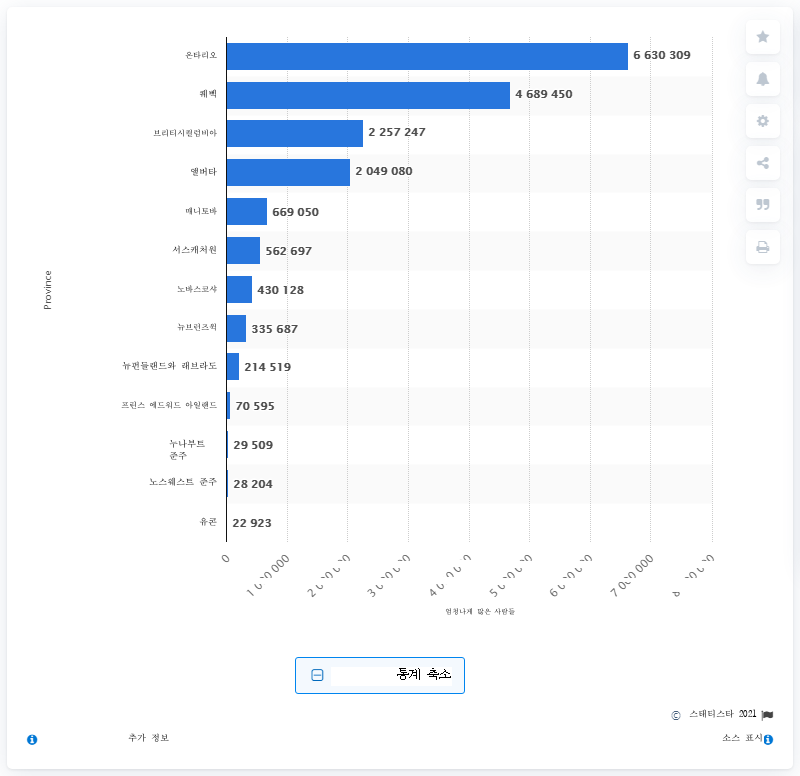 온타리오
6 630 309
퀘벡
4 689 450
브리티시컬럼비아
2 257 247
앨버타
2 049 080
매니토바
669 050
서스캐처원
562 697
노바스코샤
430 128
뉴브런즈윅
335 687
뉴펀들랜드와 래브라도
214 519
프린스 에드워드 아일랜드
70 595
누나부트
준주
29 509
노스웨스트 준주
28 204
유콘
22 923
Province
0
1 000 000
2 000 000
3 000 000
4 000 000
5 000 000
6 000 000
7 000 000
8 000 000
엄청나게 많은 사람들
통계 축소
© 스태티스타 2021
추가 정보
소스 표시